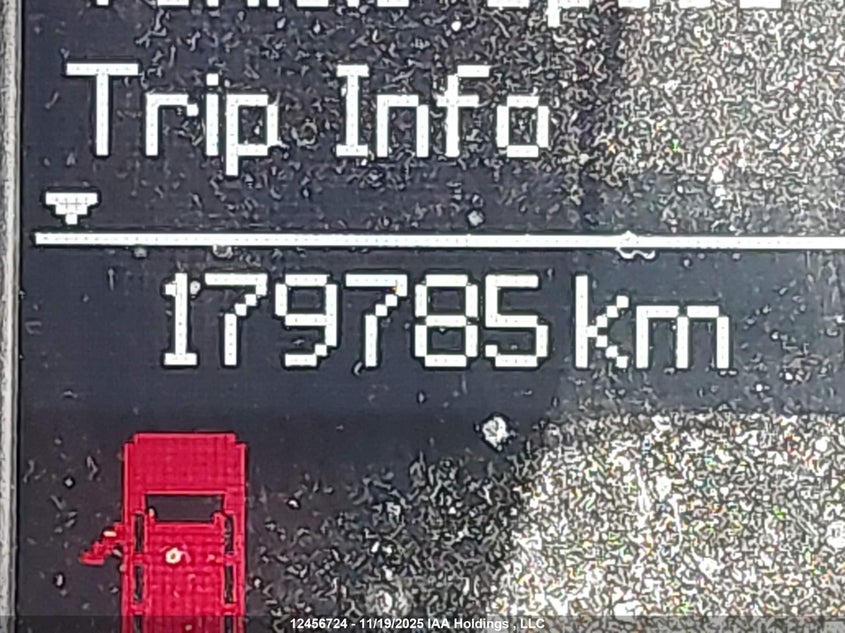 Trip Info
179785 km
12456724 - 11/19/2025 IAA Holdings , LLC